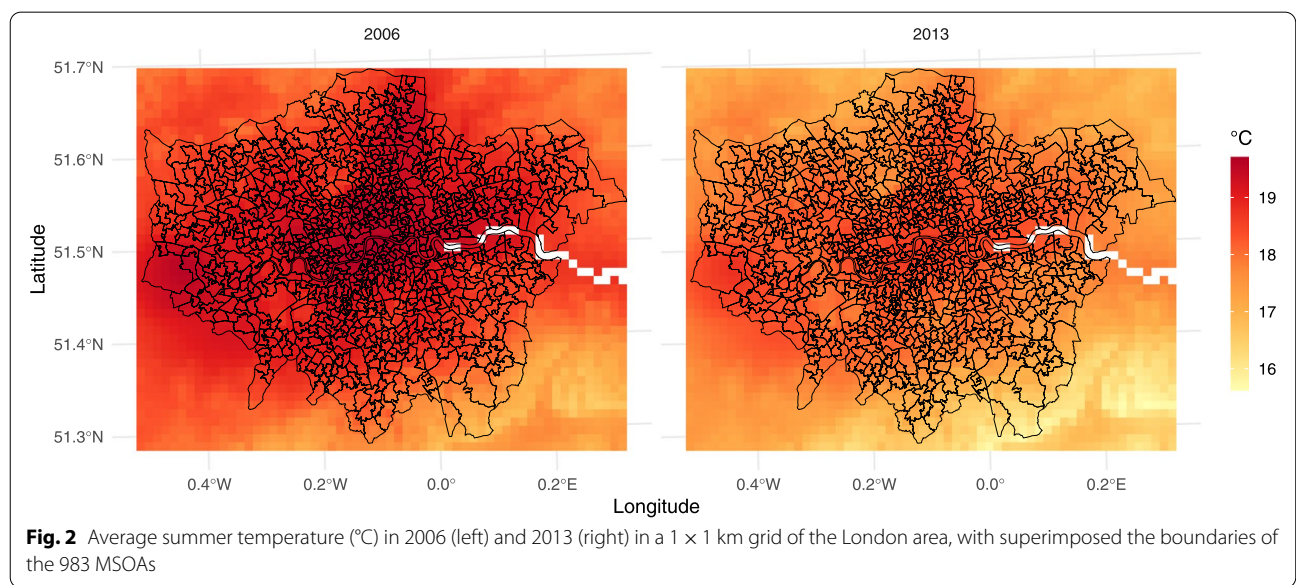 2006
2013
51.7°N
51.6°N
51.5°N
51.4°N
51.3°N
Latitude
0.4°W
0.2°W
0.0°
0.2°E
0.4°W
0.2°W
0.0°
0.2°E
Longitude
°C
19
18
17
16
Fig. 2 Average summer temperature (°C) in 2006 (left) and 2013 (right) in a 1 × 1 km grid of the London area, with superimposed the boundaries of
the 983 MSOAs